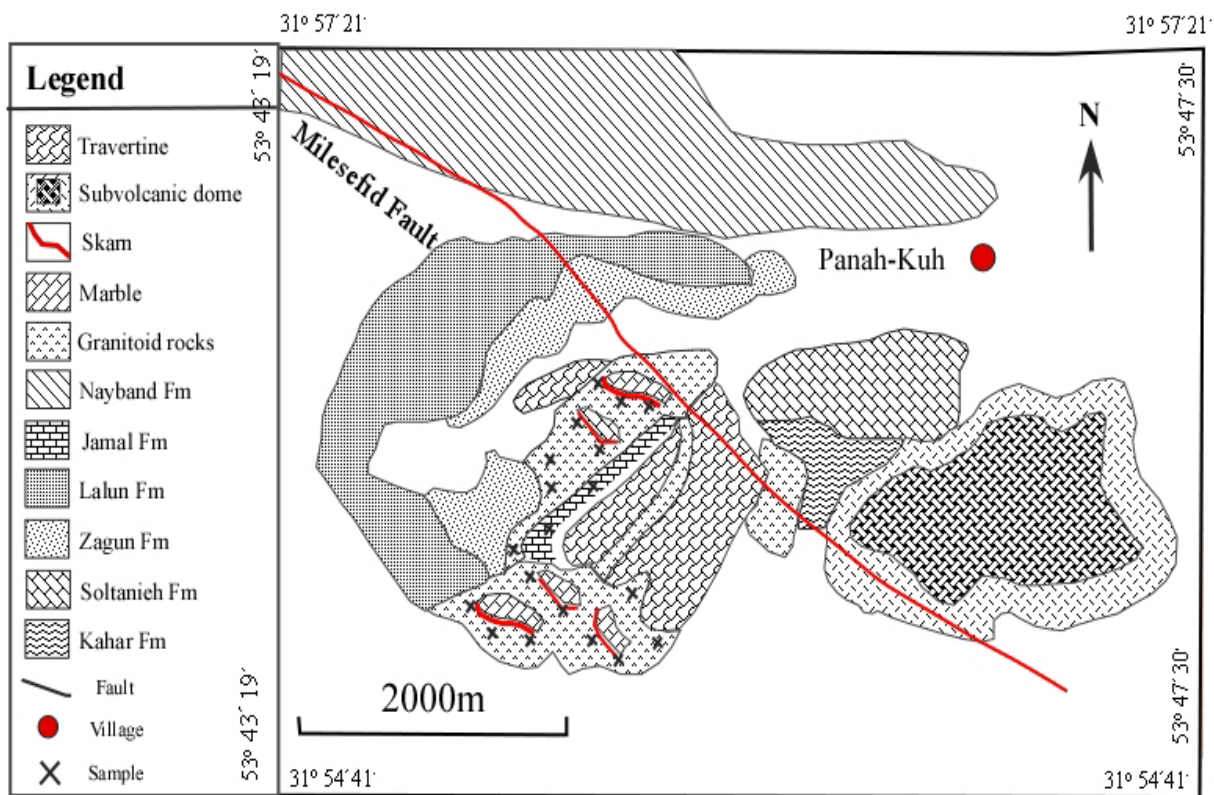 31° 57´21·
31° 57´21·
Legend
53° 43´ 19´
53° 47´ 30·
N
Milesefid Fault
Panah-Kuh
Travertine
Subvolcanic dome
Skam
Marble
Granitoid rocks
Nayband Fm
Jamal Fm
Lalun Fm
Zagun Fm
Soltanieh Fm
Kahar Fm
Fault
Village
Sample
2000m
53° 43´ 19´
53° 47´ 30·
31° 54´41·
31° 54´41·